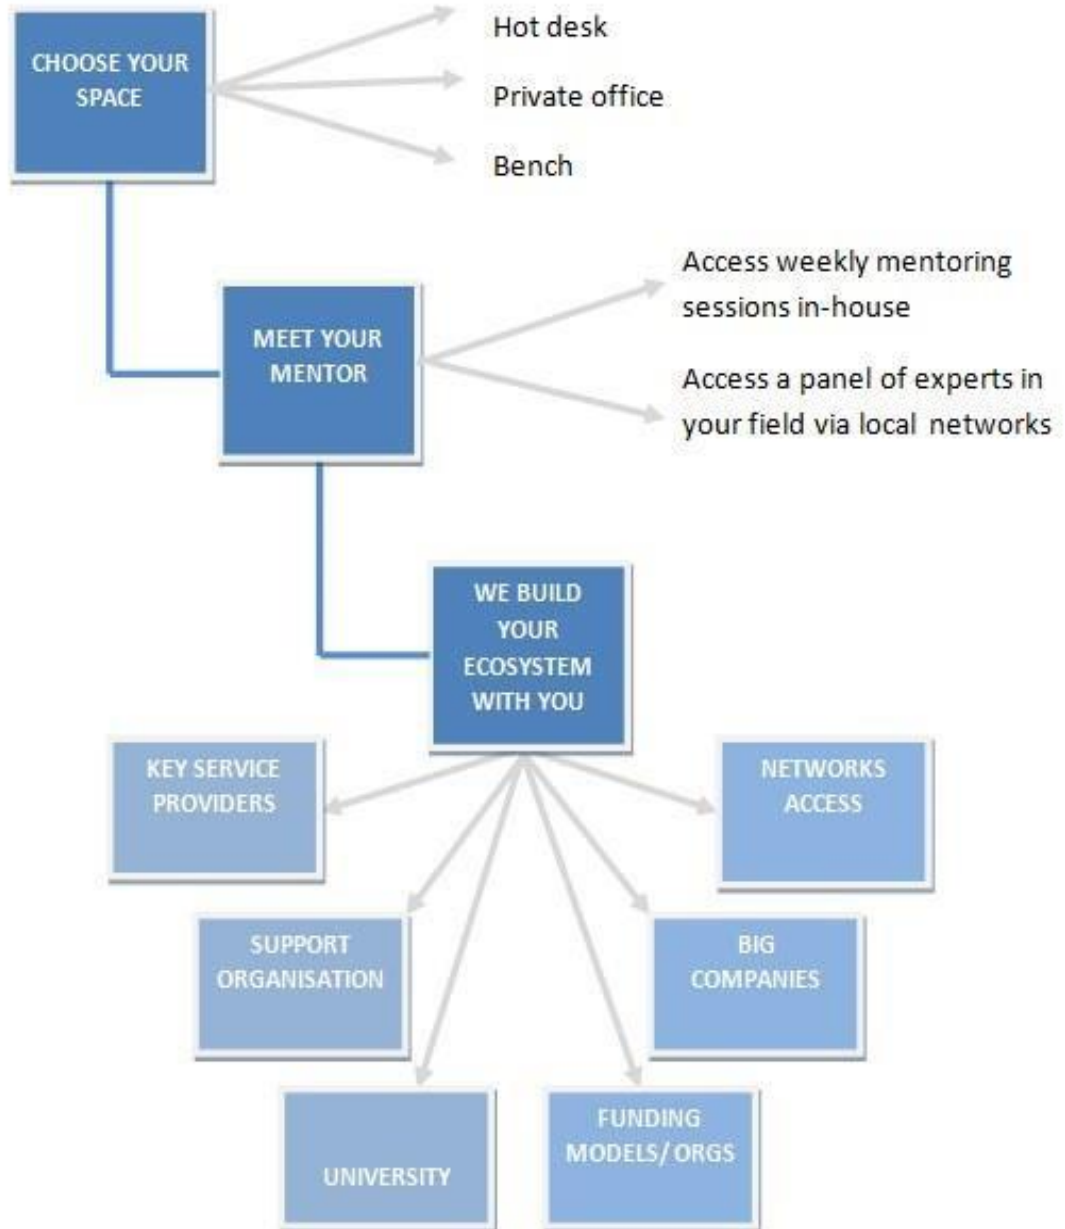 CHOOSE YOUR
SPACE
Hot desk
Private office
Bench
MEET YOUR
MENTOR
Access weekly mentoring
sessions in-house
Access a panel of experts in
your field via local networks
WE BUILD
YOUR
ECOSYSTEM
WITH YOU
KEY SERVICE
PROVIDERS
NETWORKS
ACCESS
SUPPORT
ORGANISATION
BIG
COMPANIES
UNIVERSITY
FUNDING
MODELS/ ORGS